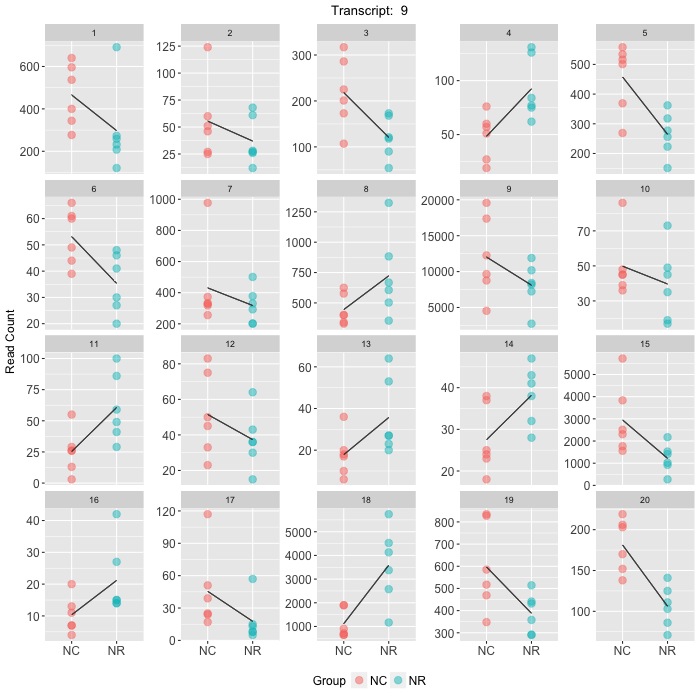 Transcript:  9
1 2 3 4 5
600 400 200
125 100 75 50 25
300 200 100
100 50
500 400 300 200
6 7 8 9 10
60 50 40 30 20
1000 800 600 400 200
1250 1000 750 500
20000 15000 10000 5000
70 50 30
Read Count
11 12 13 14 15
100 75 50 25 0
80 60 40 20
60 40 20
40 30 20
5000 4000 3000 2000 1000 0
16 17 18 19 20
40 30 20 10
120 90 60 30 0
5000 4000 3000 2000 1000
800 700 600 500 400 300
200 150 100
NC NR NC NR NC NR NC NR NC NR
Group NC NR